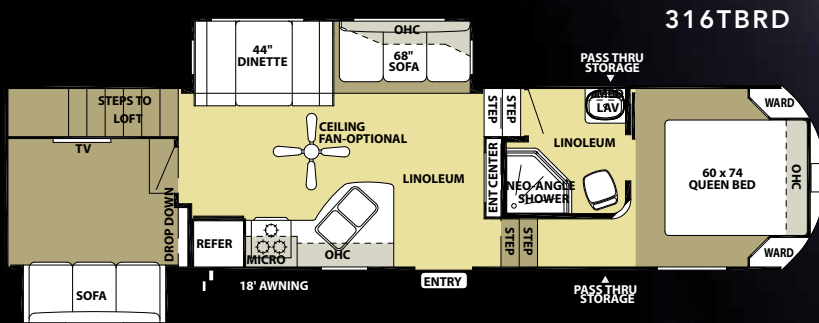 316TBRD
44"
DINETTE
OHC
68"
SOFA
PASS THRU
STORAGE
STEPS TO
LOFT
TV
CEILING
FAN-OPTIONAL
STEP
STEP
LAV
WARD
LINOLEUM
LINOLEUM
ENT CENTER
NEO-ANGLE
SHOWER
60 x 74
QUEEN BED
OHC
DROP DOWN
REFER
MICRO
OHC
STEP
STEP
WARD
SOFA
18' AWNING
ENTRY
PASS THRU
STORAGE